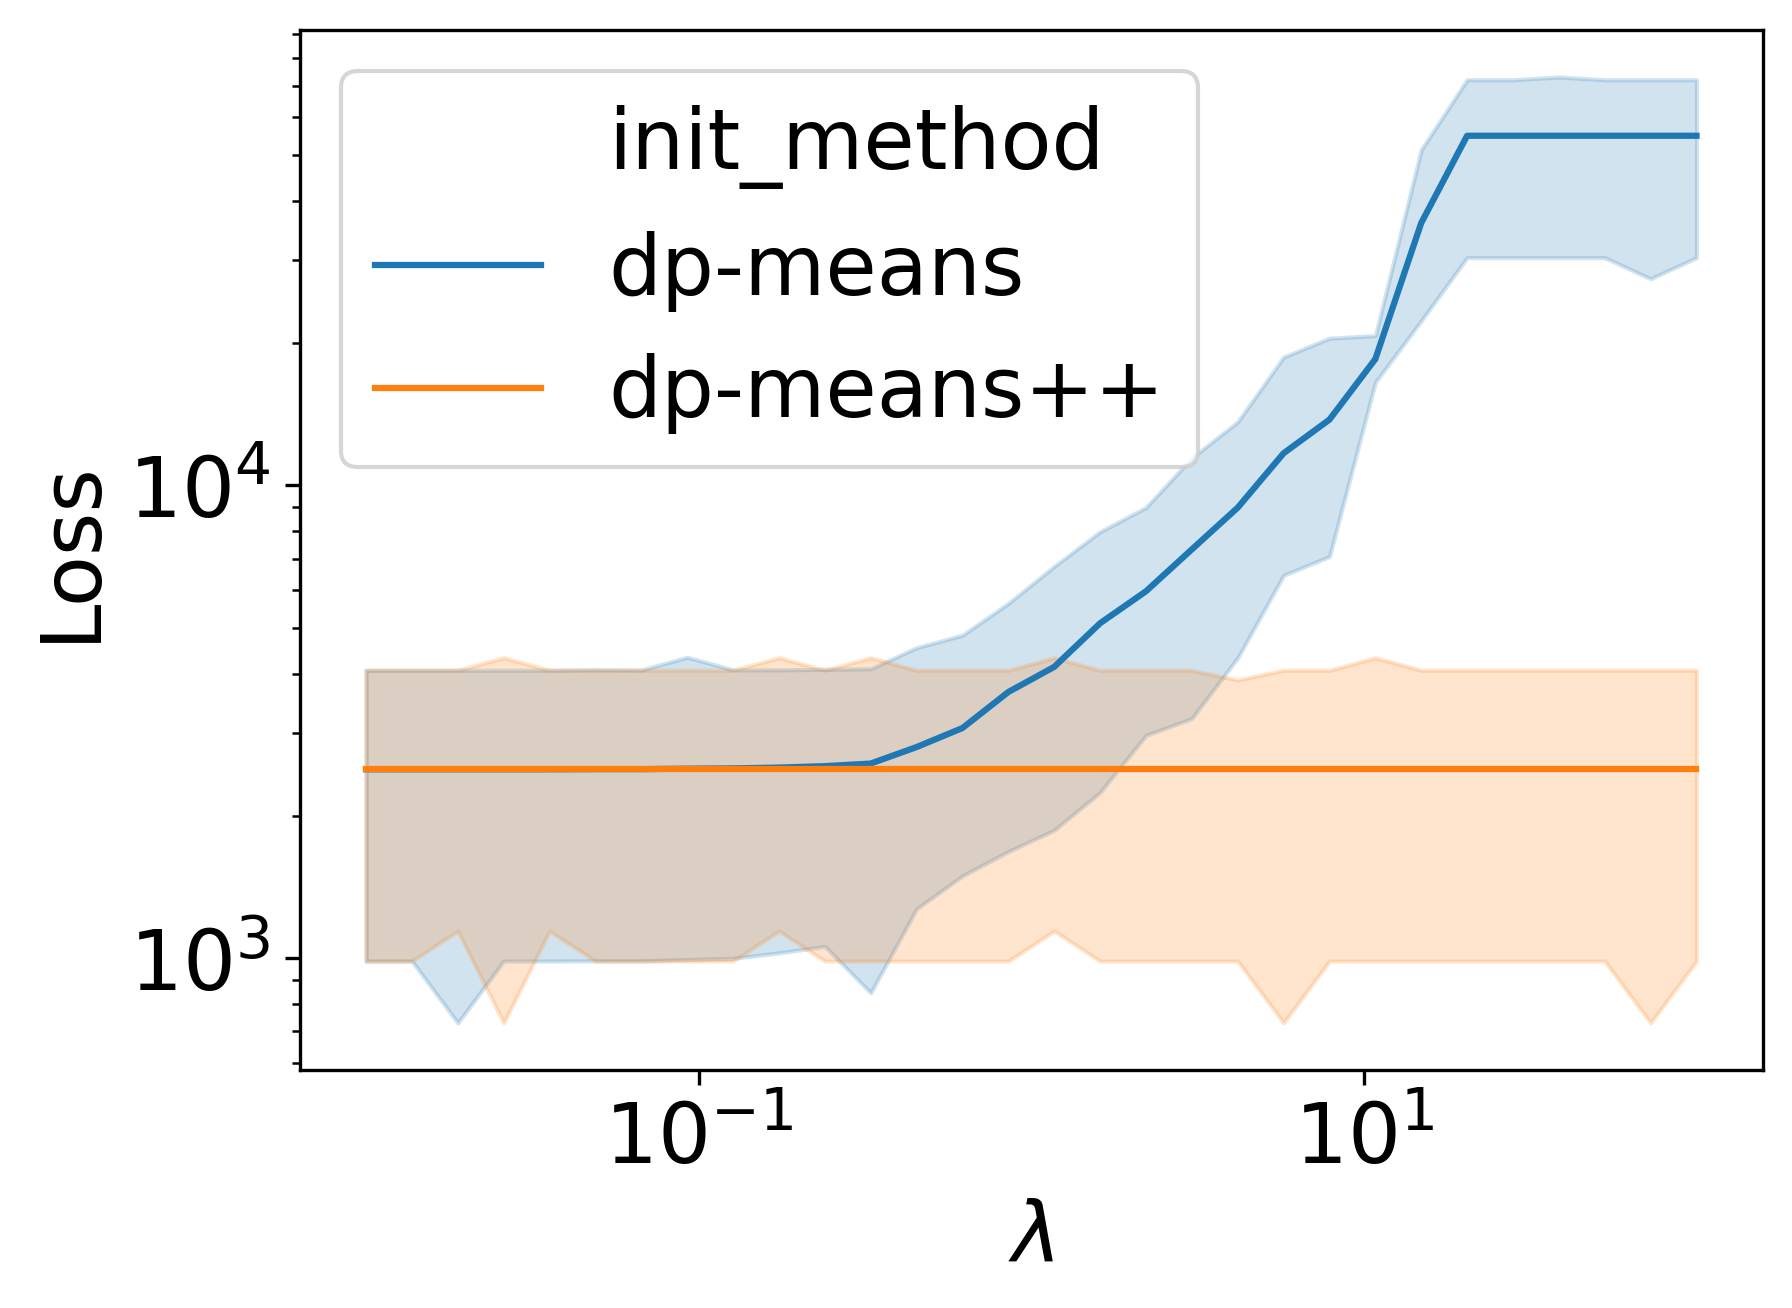 init_method
dp-means
dp-means++
Loss
10⁴
10³
10⁻¹
10¹
λ